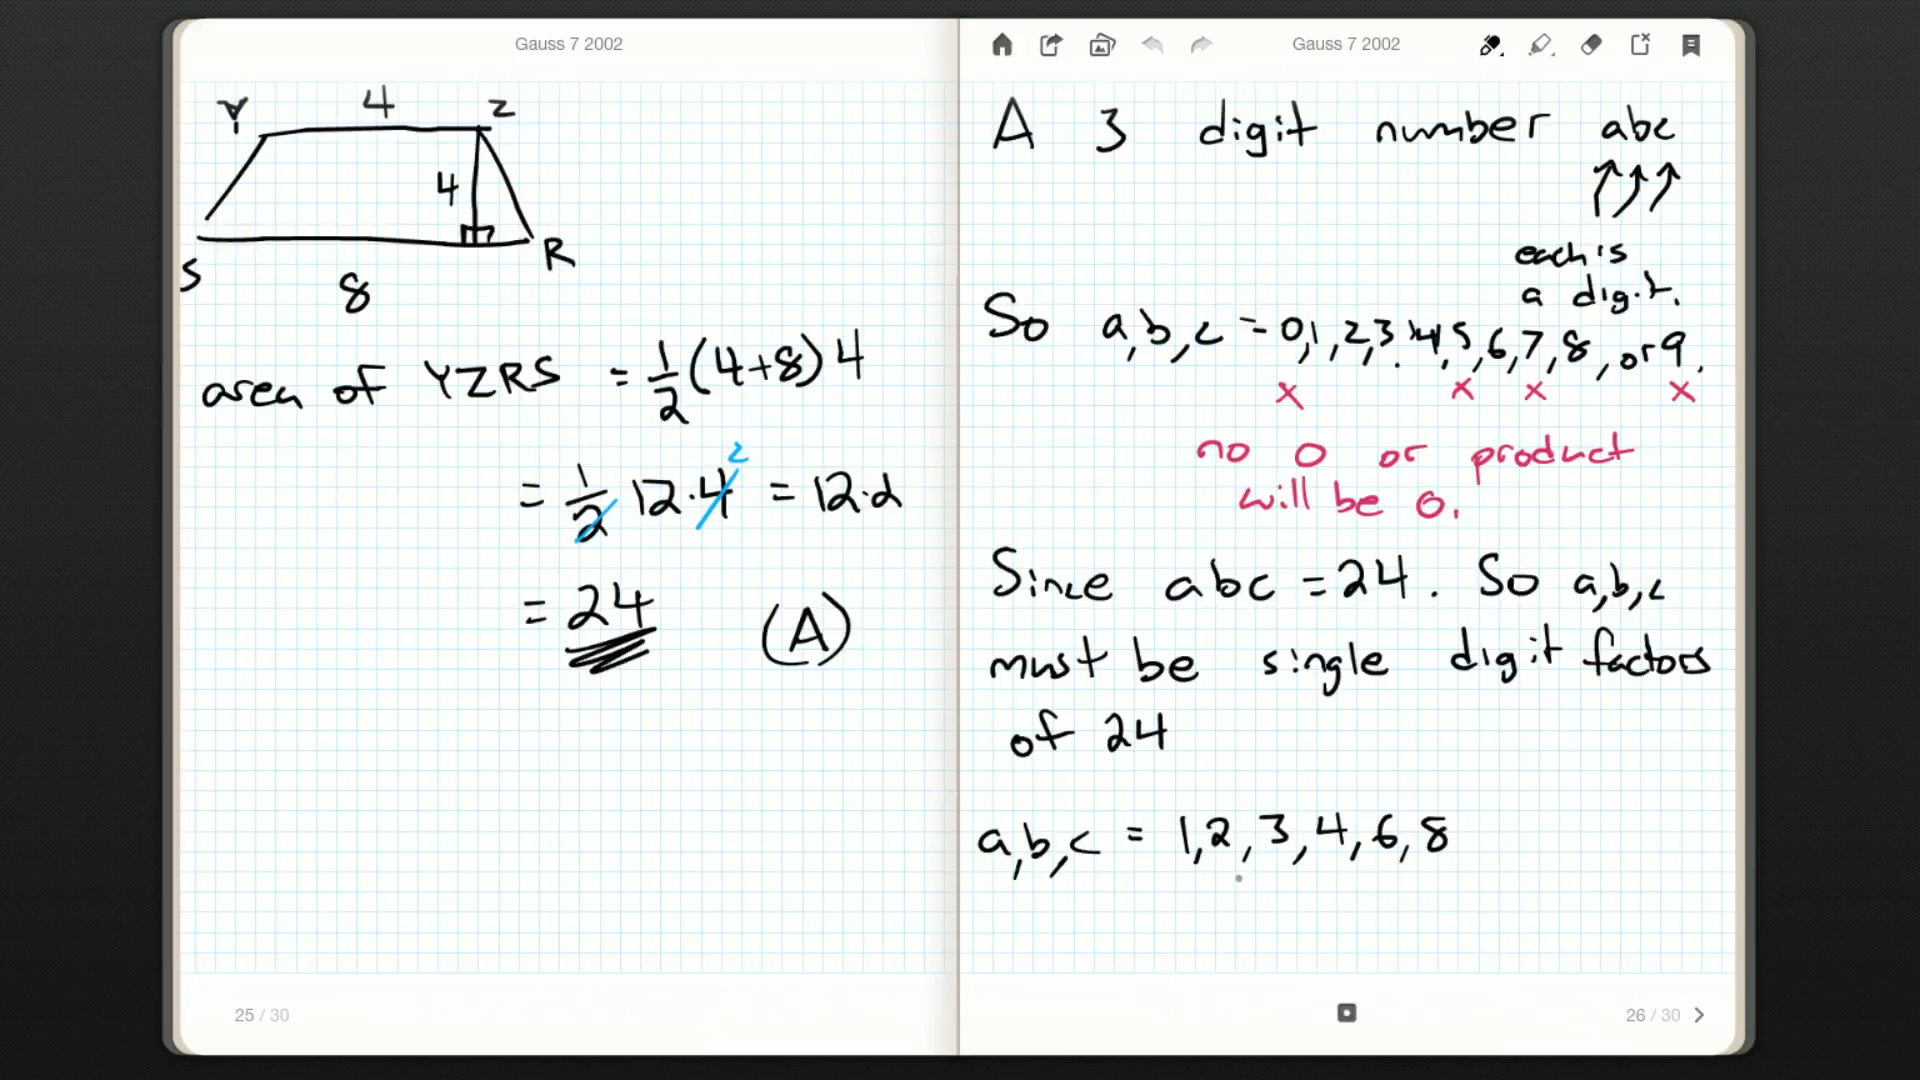 Gauss 7 2002
Y 4 Z
4
S R
8
area of YZRS = 1/2 (4+8) 4
= 1/2 12·4 2 = 12·2
= 24 (A)
25 / 30
Gauss 7 2002
A 3 digit number abc
each is
a digit.
So a,b,c = 0,1,2,3,4,5,6,7,8, or 9.
x x x x
no 0 or product
will be 0.
Since abc = 24. So a,b,c
must be single digit factors
of 24
a,b,c = 1,2,3,4,6,8
26 / 30